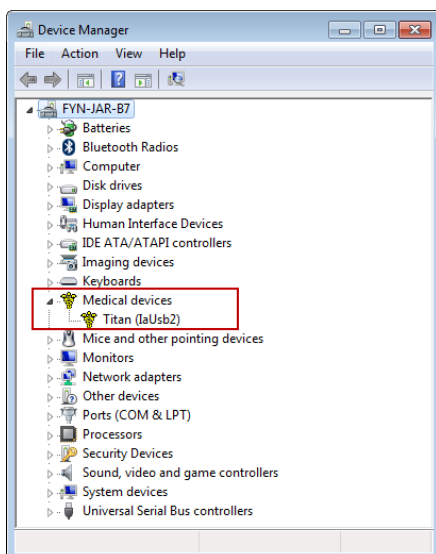 Device Manager
File Action View Help
FYN-JAR-B7
Batteries
Bluetooth Radios
Computer
Disk drives
Display adapters
Human Interface Devices
IDE ATA/ATAPI controllers
Imaging devices
Keyboards
Medical devices
Titan (IaUsb2)
Mice and other pointing devices
Monitors
Network adapters
Other devices
Ports (COM & LPT)
Processors
Security Devices
Sound, video and game controllers
System devices
Universal Serial Bus controllers